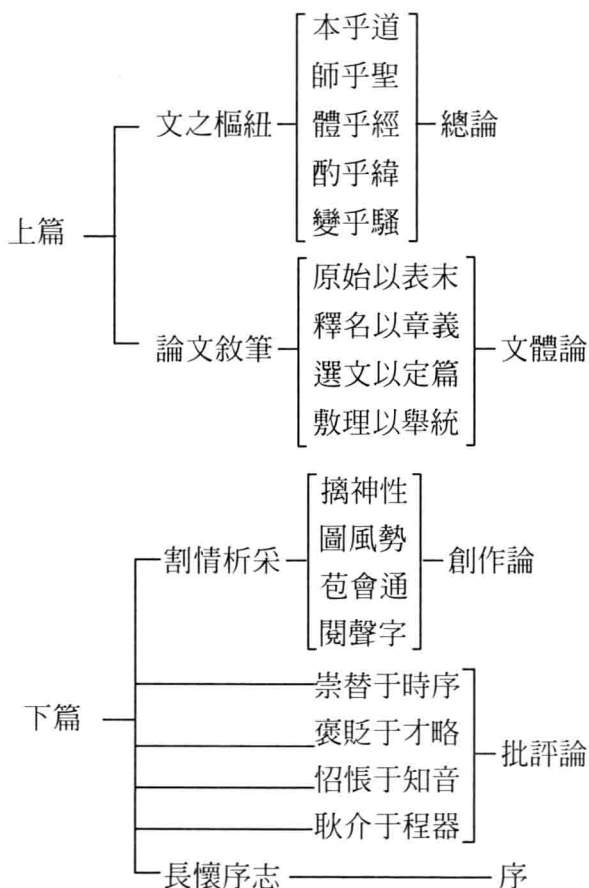 上篇
文之樞紐
本乎道
師乎聖
體乎經
酌乎緯
變乎騷
總論
論文敘筆
原始以表末
釋名以章義
選文以定篇
敷理以舉統
文體論
下篇
割情析采
摛神性
圖風勢
苞會通
閱聲字
創作論
崇替于時序
褒貶于才略
怊悵于知音
耿介于程器
批評論
長懷序志
序